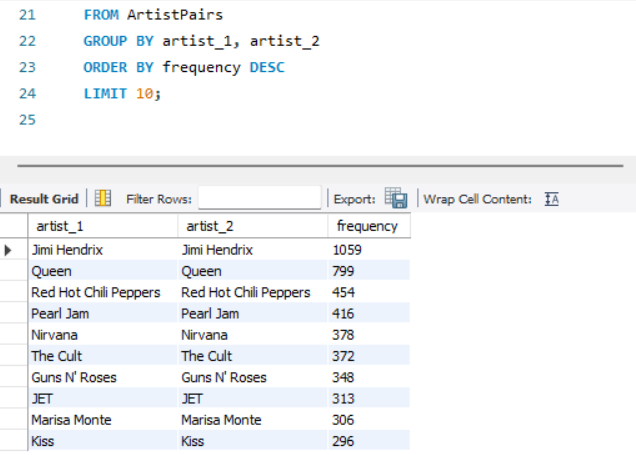 21 FROM ArtistPairs
22 GROUP BY artist_1, artist_2
23 ORDER BY frequency DESC
24 LIMIT 10;
25
Result Grid Filter Rows: Export: Wrap Cell Content: IA
artist_1 artist_2 frequency
Jimi Hendrix Jimi Hendrix 1059
Queen Queen 799
Red Hot Chili Peppers Red Hot Chili Peppers 454
Pearl Jam Pearl Jam 416
Nirvana Nirvana 378
The Cult The Cult 372
Guns N' Roses Guns N' Roses 348
JET JET 313
Marisa Monte Marisa Monte 306
Kiss Kiss 296